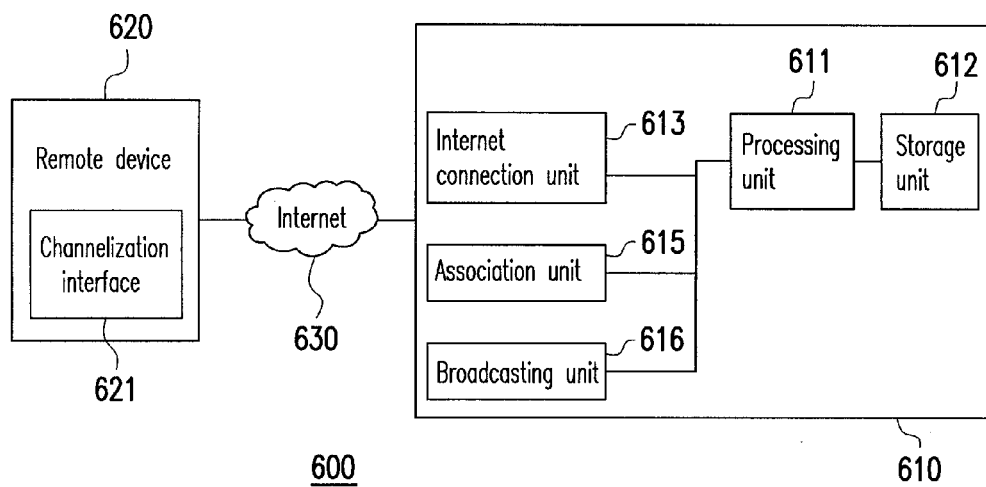 620
611
612
613
Internet
connection unit
Processing
unit
Storage
unit
Remote device
Internet
Channelization
interface
615
Association unit
630
616
Broadcasting unit
621
600
610